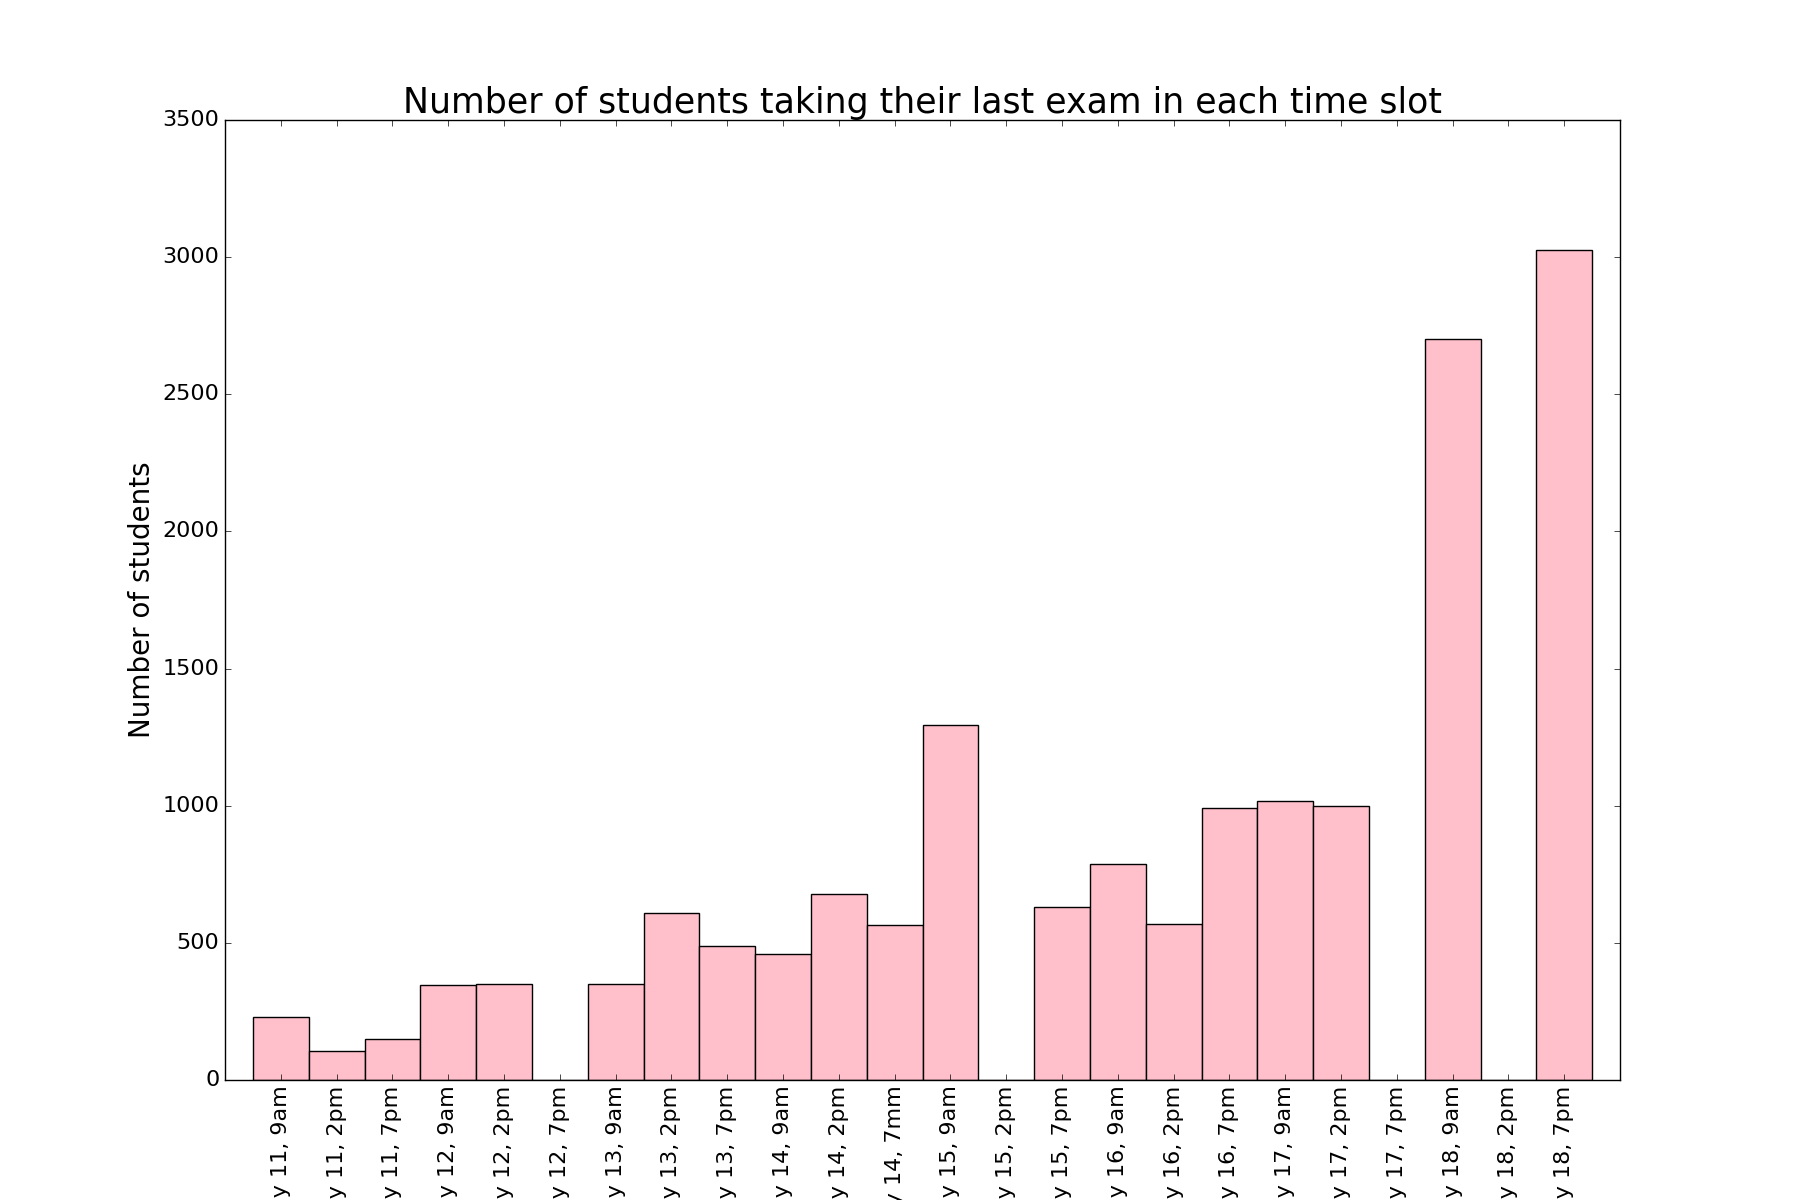 Number of students taking their last exam in each time slot
3500
3000
2500
2000
1500
1000
500
0
Number of students
y 11, 9am
y 11, 2pm
y 11, 7pm
y 12, 9am
y 12, 2pm
y 12, 7pm
y 13, 9am
y 13, 2pm
y 13, 7pm
y 14, 9am
y 14, 2pm
y 14, 7mm
y 15, 9am
y 15, 2pm
y 15, 7pm
y 16, 9am
y 16, 2pm
y 16, 7pm
y 17, 9am
y 17, 2pm
y 17, 7pm
y 18, 9am
y 18, 2pm
y 18, 7pm